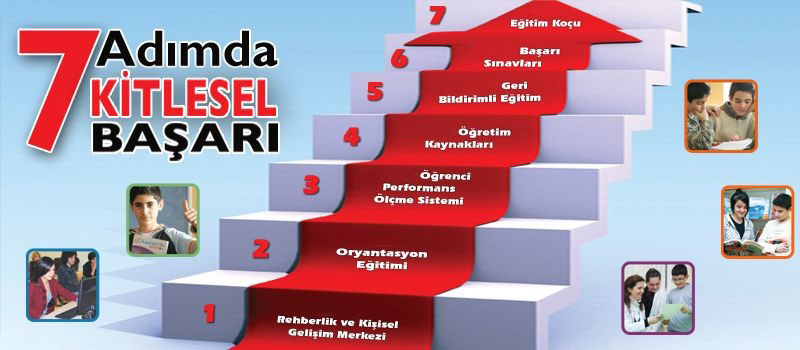 7 Adımda
KİTLESEL
BAŞARI
7
Eğitim Koçu
6
Başarı
Sınavları
5
Geri
Bildirimli Eğitim
4
Öğretim
Kaynakları
3
Öğrenci
Performans
Ölçme Sistemi
2
Oryantasyon
Eğitimi
1
Rehberlik ve Kişisel
Gelişim Merkezi